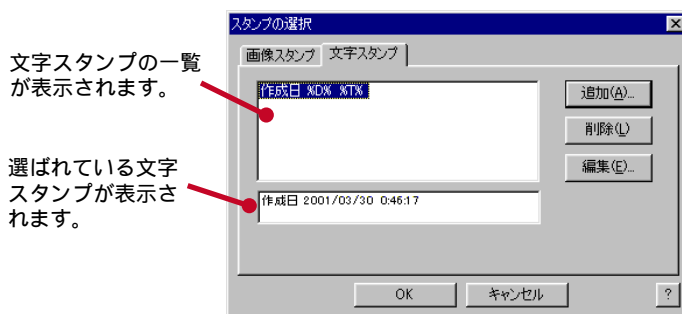 スタンプの選択
画像スタンプ 文字スタンプ
文字スタンプの一覧
が表示されます。
作成日 %D% %T%
追加(A)...
削除(L)
編集(E)...
選ばれている文字
スタンプが表示さ
れます。
作成日 2001/03/30 0:46:17
OK キャンセル ?